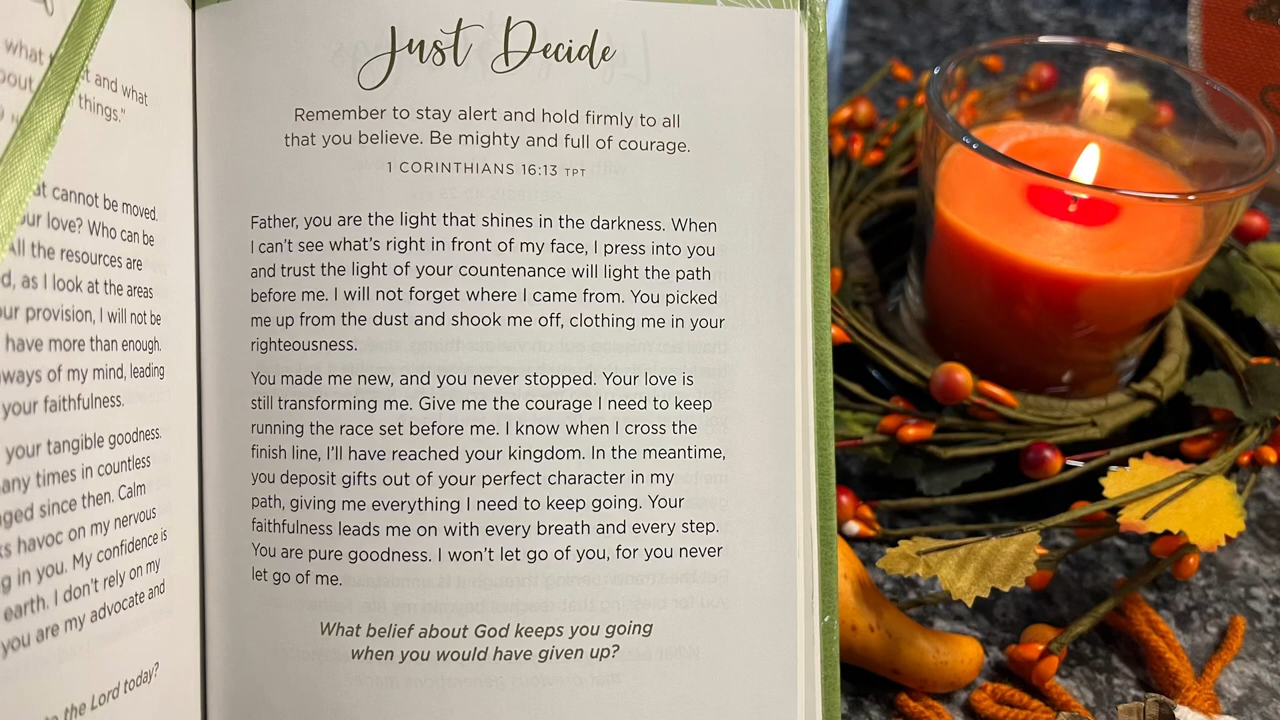 what
and what
things."
cannot be moved.
love? Who can be
All the resources are
as I look at the areas
provision, I will not be
have more than enough.
of my mind, leading
your faithfulness.
your tangible goodness.
many times in countless
since then. Calm
havoc on my nervous
in you. My confidence is
earth. I don't rely on my
you are my advocate and
the Lord today?
Just Decide
Remember to stay alert and hold firmly to all
that you believe. Be mighty and full of courage.
1 CORINTHIANS 16:13 TPT
Father, you are the light that shines in the darkness. When
I can't see what's right in front of my face, I press into you
and trust the light of your countenance will light the path
before me. I will not forget where I came from. You picked
me up from the dust and shook me off, clothing me in your
righteousness.
You made me new, and you never stopped. Your love is
still transforming me. Give me the courage I need to keep
running the race set before me. I know when I cross the
finish line, I'll have reached your kingdom. In the meantime,
you deposit gifts out of your perfect character in my
path, giving me everything I need to keep going. Your
faithfulness leads me on with every breath and every step.
You are pure goodness. I won't let go of you, for you never
let go of me.
What belief about God keeps you going
when you would have given up?